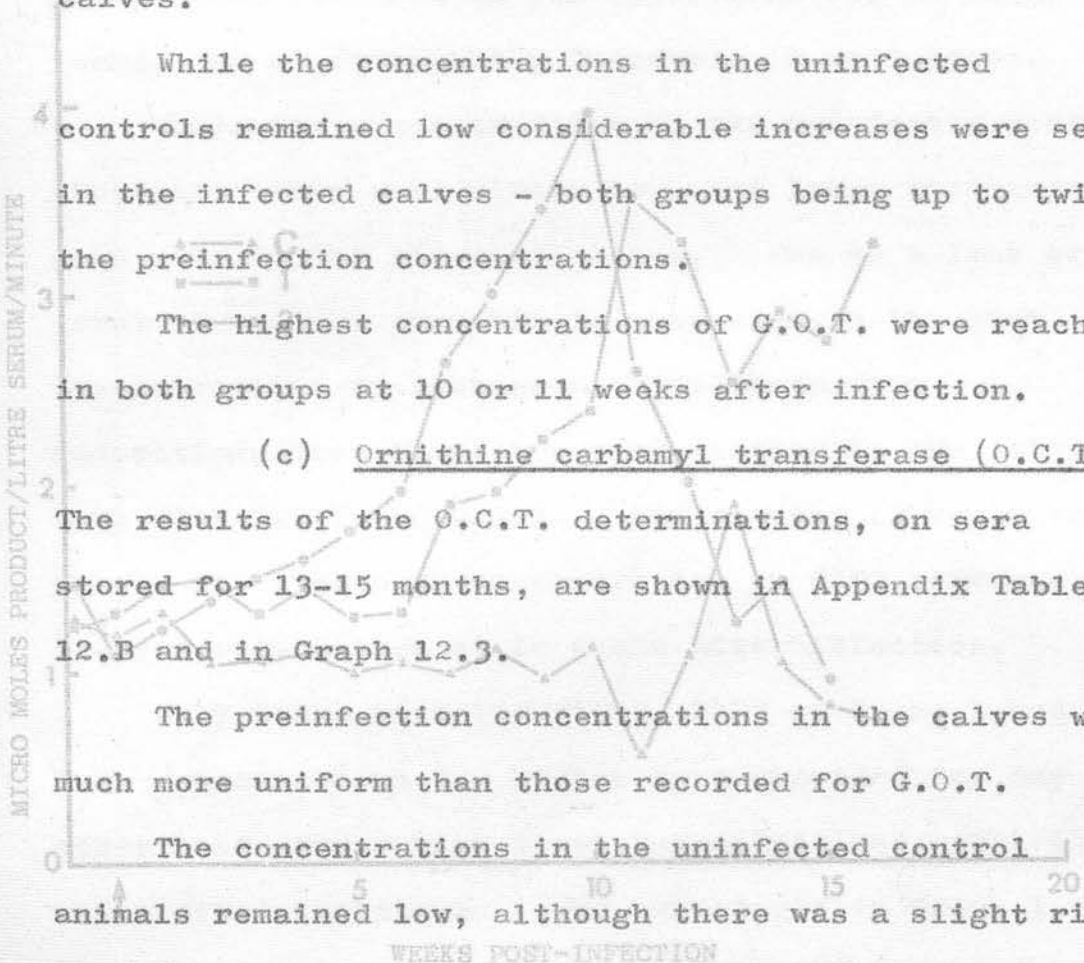 calves.
While the concentrations in the uninfected
controls remained low considerable increases were se
in the infected calves - both groups being up to twi
the preinfection concentrations.
The highest concentrations of G.O.T. were reach
in both groups at 10 or 11 weeks after infection.
(c) Ornithine carbamyl transferase (O.C.T
The results of the O.C.T. determinations, on sera
stored for 13-15 months, are shown in Appendix Table
12.B and in Graph 12.3.
The preinfection concentrations in the calves w
much more uniform than those recorded for G.O.T.
The concentrations in the uninfected control
animals remained low, although there was a slight ri
MICRO MOLES PRODUCT/LITRE SERUM/MINUTE
4
3
2
1
0
C
1
5
10
15
20
WEEKS POST-INFECTION